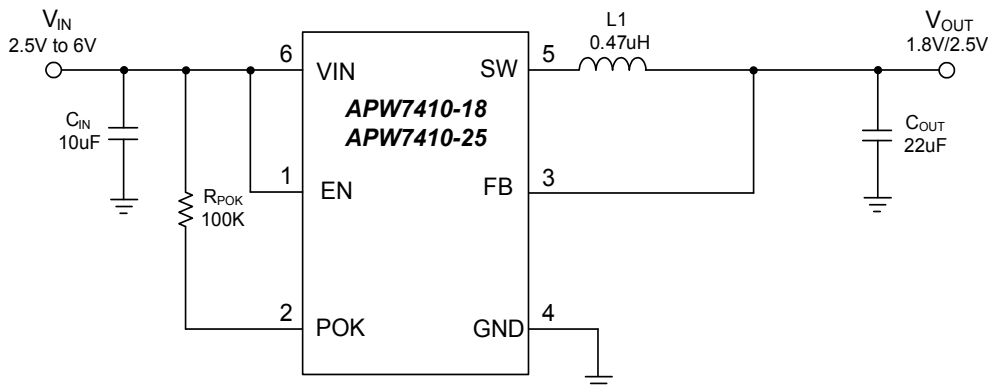 VIN
2.5V to 6V
CIN
10uF
RPOK
100K
6
VIN
1
EN
2
POK
APW7410-18
APW7410-25
SW
5
FB
3
GND
4
L1
0.47uH
VOUT
1.8V/2.5V
COUT
22uF